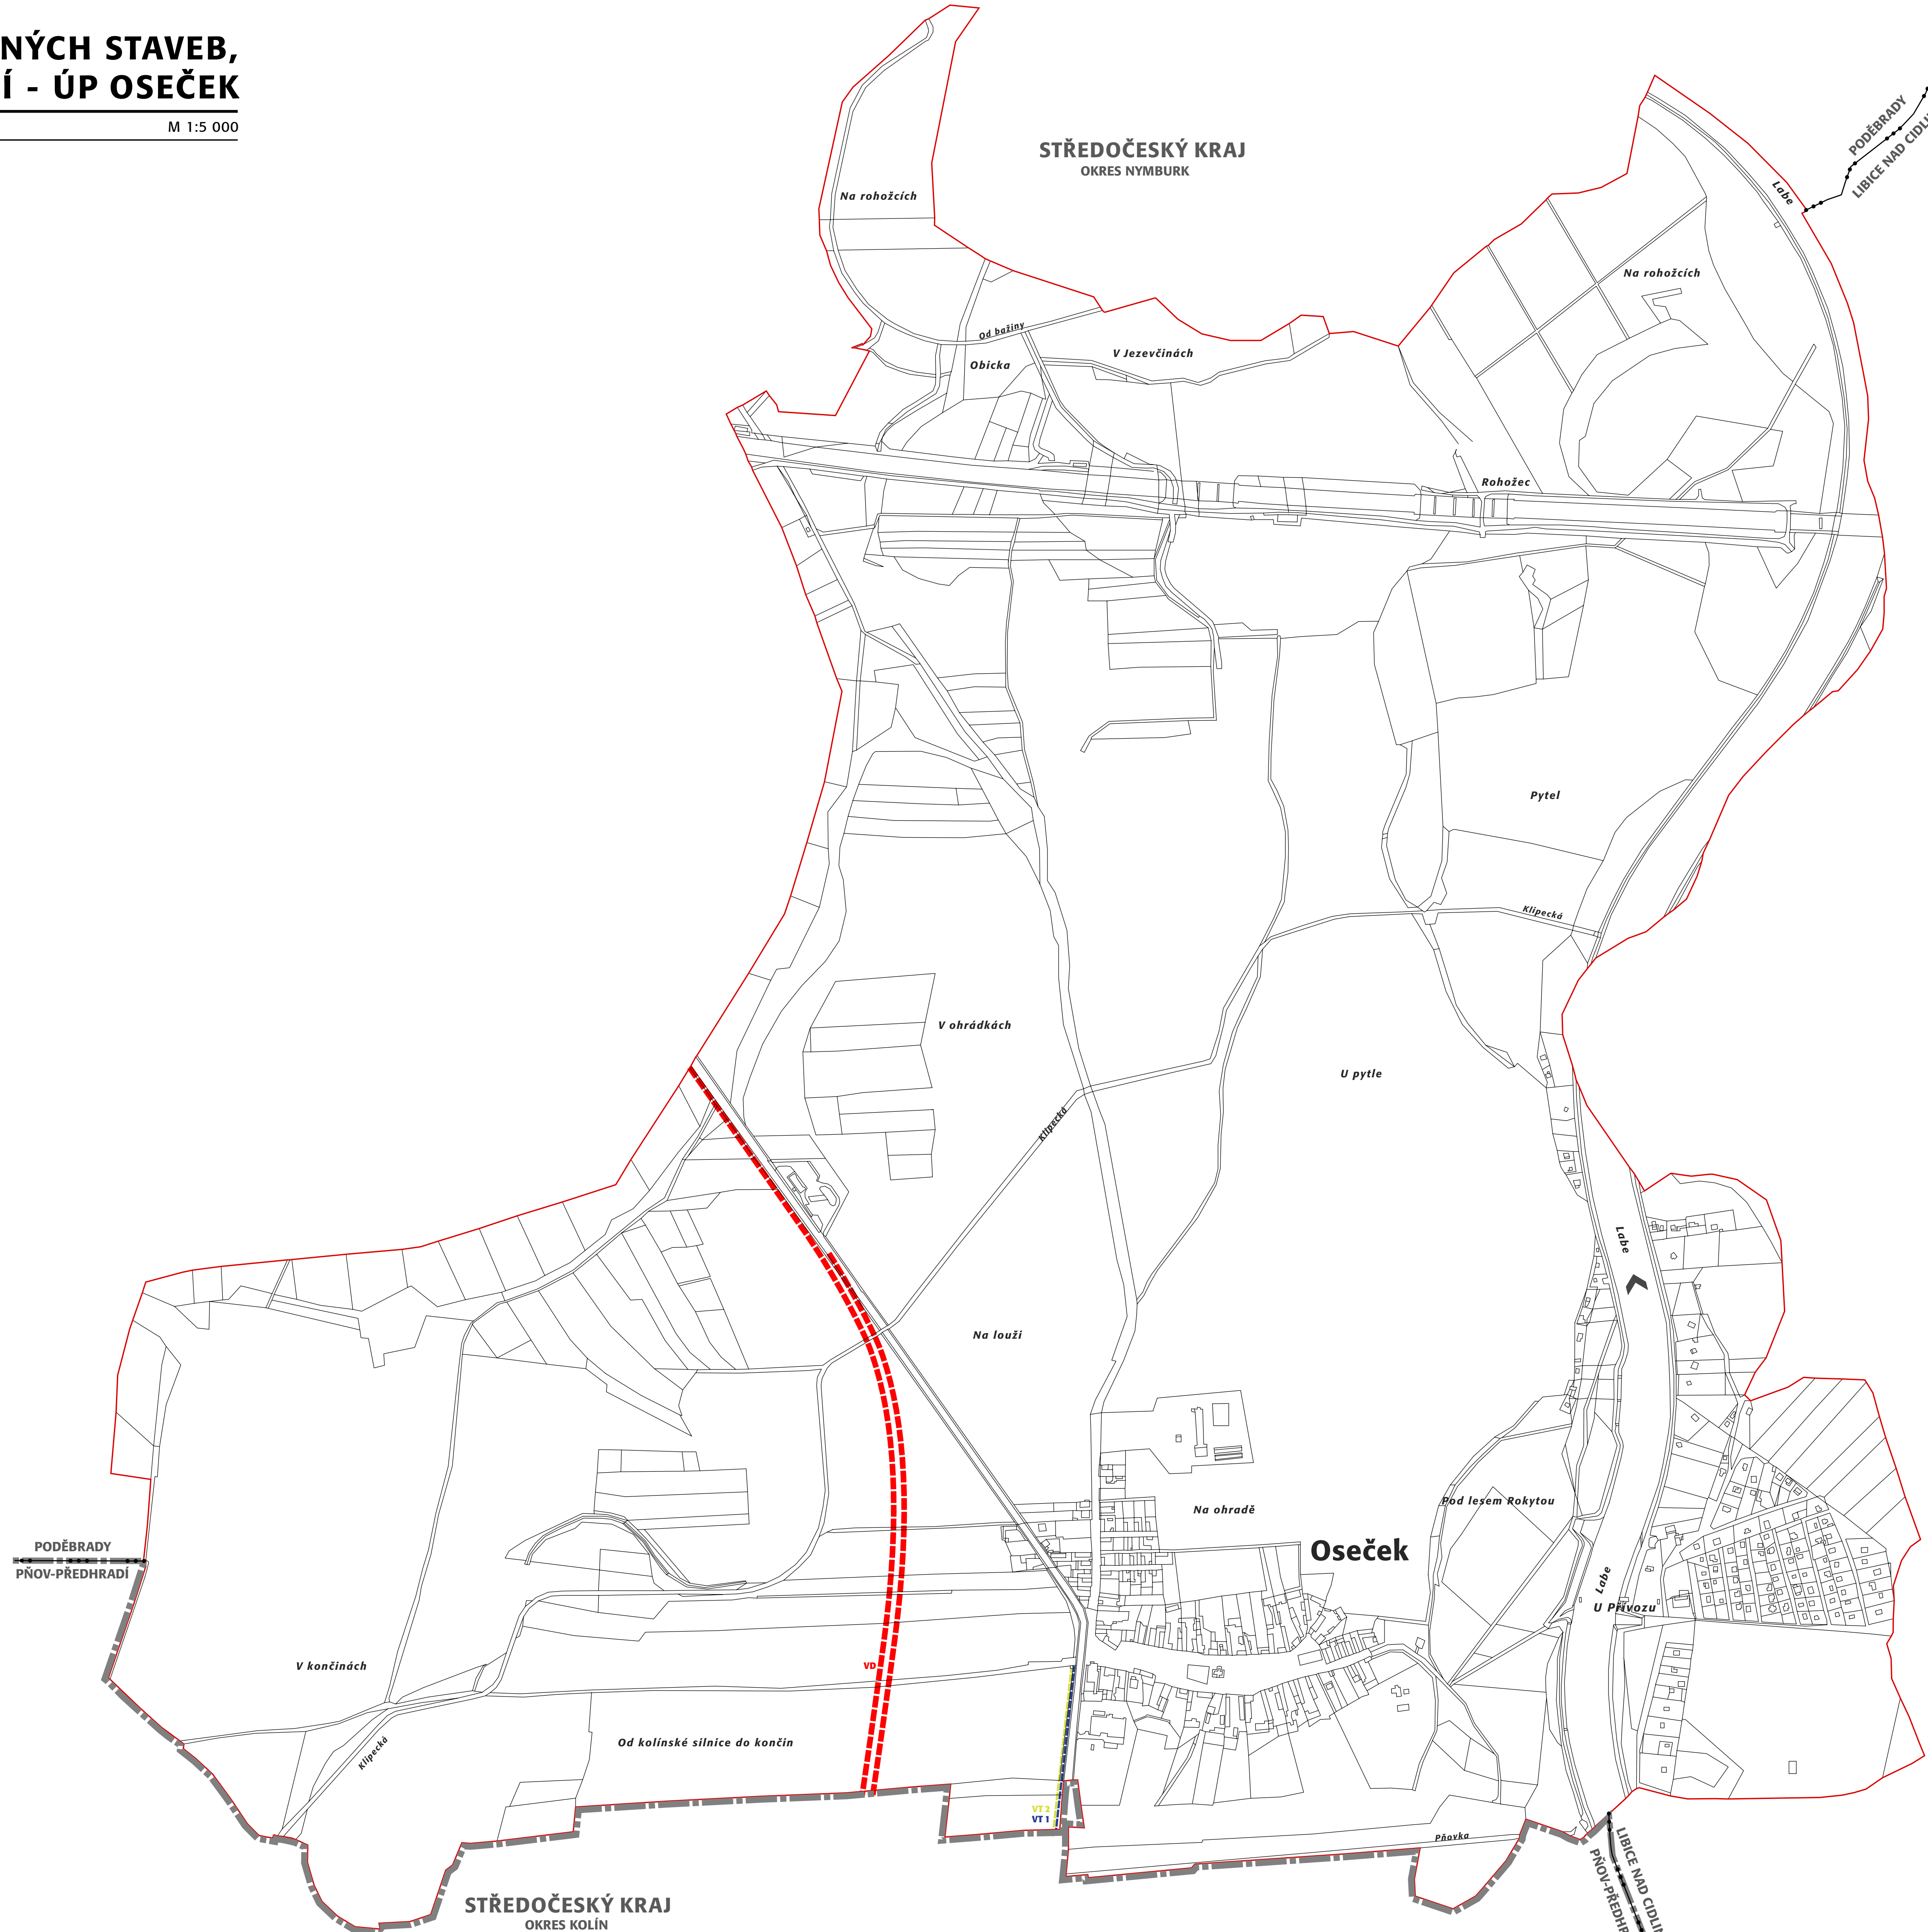 NÝCH STAVEB,
Í - ÚP OSEČEK
M 1:5 000
STŘEDOČESKÝ KRAJ
OKRES NYMBURK
PODĚBRADY
Labe
Na rohožcích
Na rohožcích
Od bažiny
V Jezevčinách
Obicka
Rohožec
Pytel
Klipecká
V ohrádkách
U pytle
Klipecká
Labe
Na louži
Pod lesem Rokytou
Na ohradě
Oseček
PODĚBRADY
PŇOV-PŘEDHRADÍ
Labe
U Přívozu
V končinách
VD
Od kolínské silnice do končin
Klipecká
VT 2
VT 1
Pňovka
STŘEDOČESKÝ KRAJ
OKRES KOLÍN